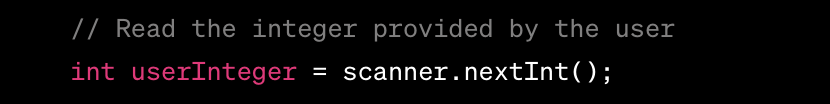 // Read the integer provided by the user
int userInteger = scanner.nextInt();